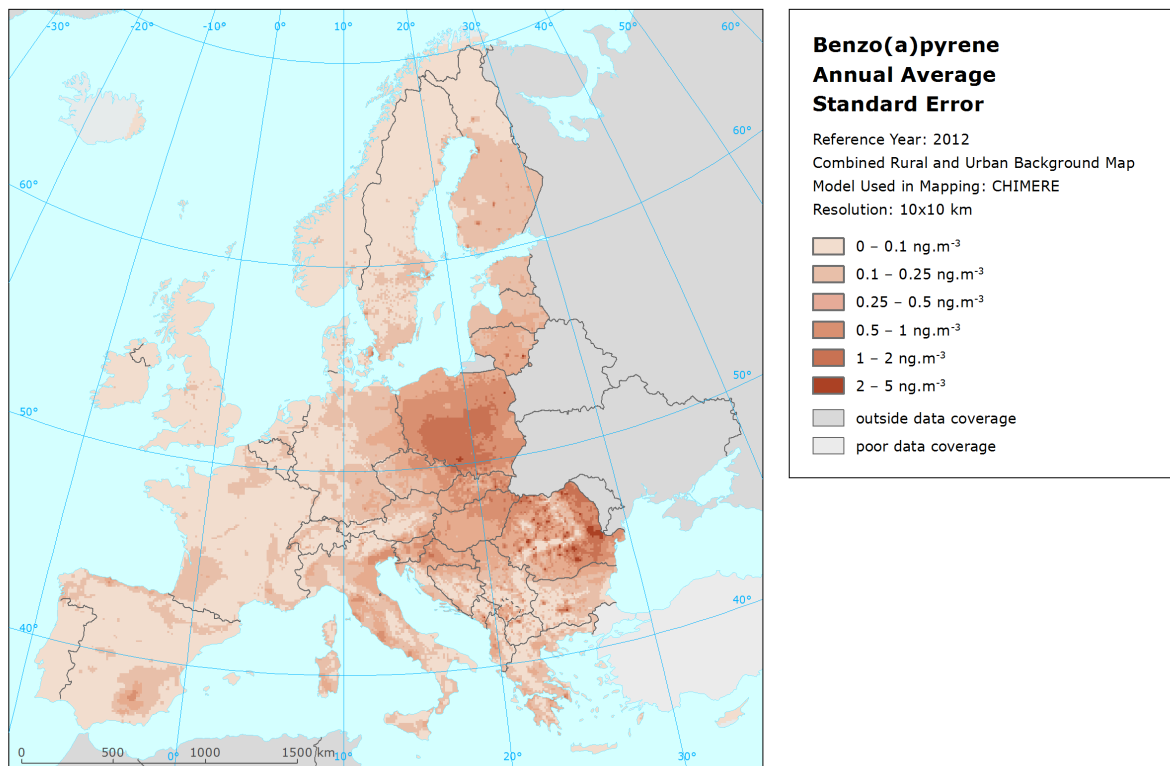 -30°
-20°
-10°
0°
10°
20°
30°
40°
50°
60°
60°
60°
50°
50°
40°
40°
0
500
1000
1500 km
0°
10°
20°
30°
Benzo(a)pyrene
Annual Average
Standard Error
Reference Year: 2012
Combined Rural and Urban Background Map
Model Used in Mapping: CHIMERE
Resolution: 10x10 km
0 – 0.1 ng.m⁻³
0.1 – 0.25 ng.m⁻³
0.25 – 0.5 ng.m⁻³
0.5 – 1 ng.m⁻³
1 – 2 ng.m⁻³
2 – 5 ng.m⁻³
outside data coverage
poor data coverage